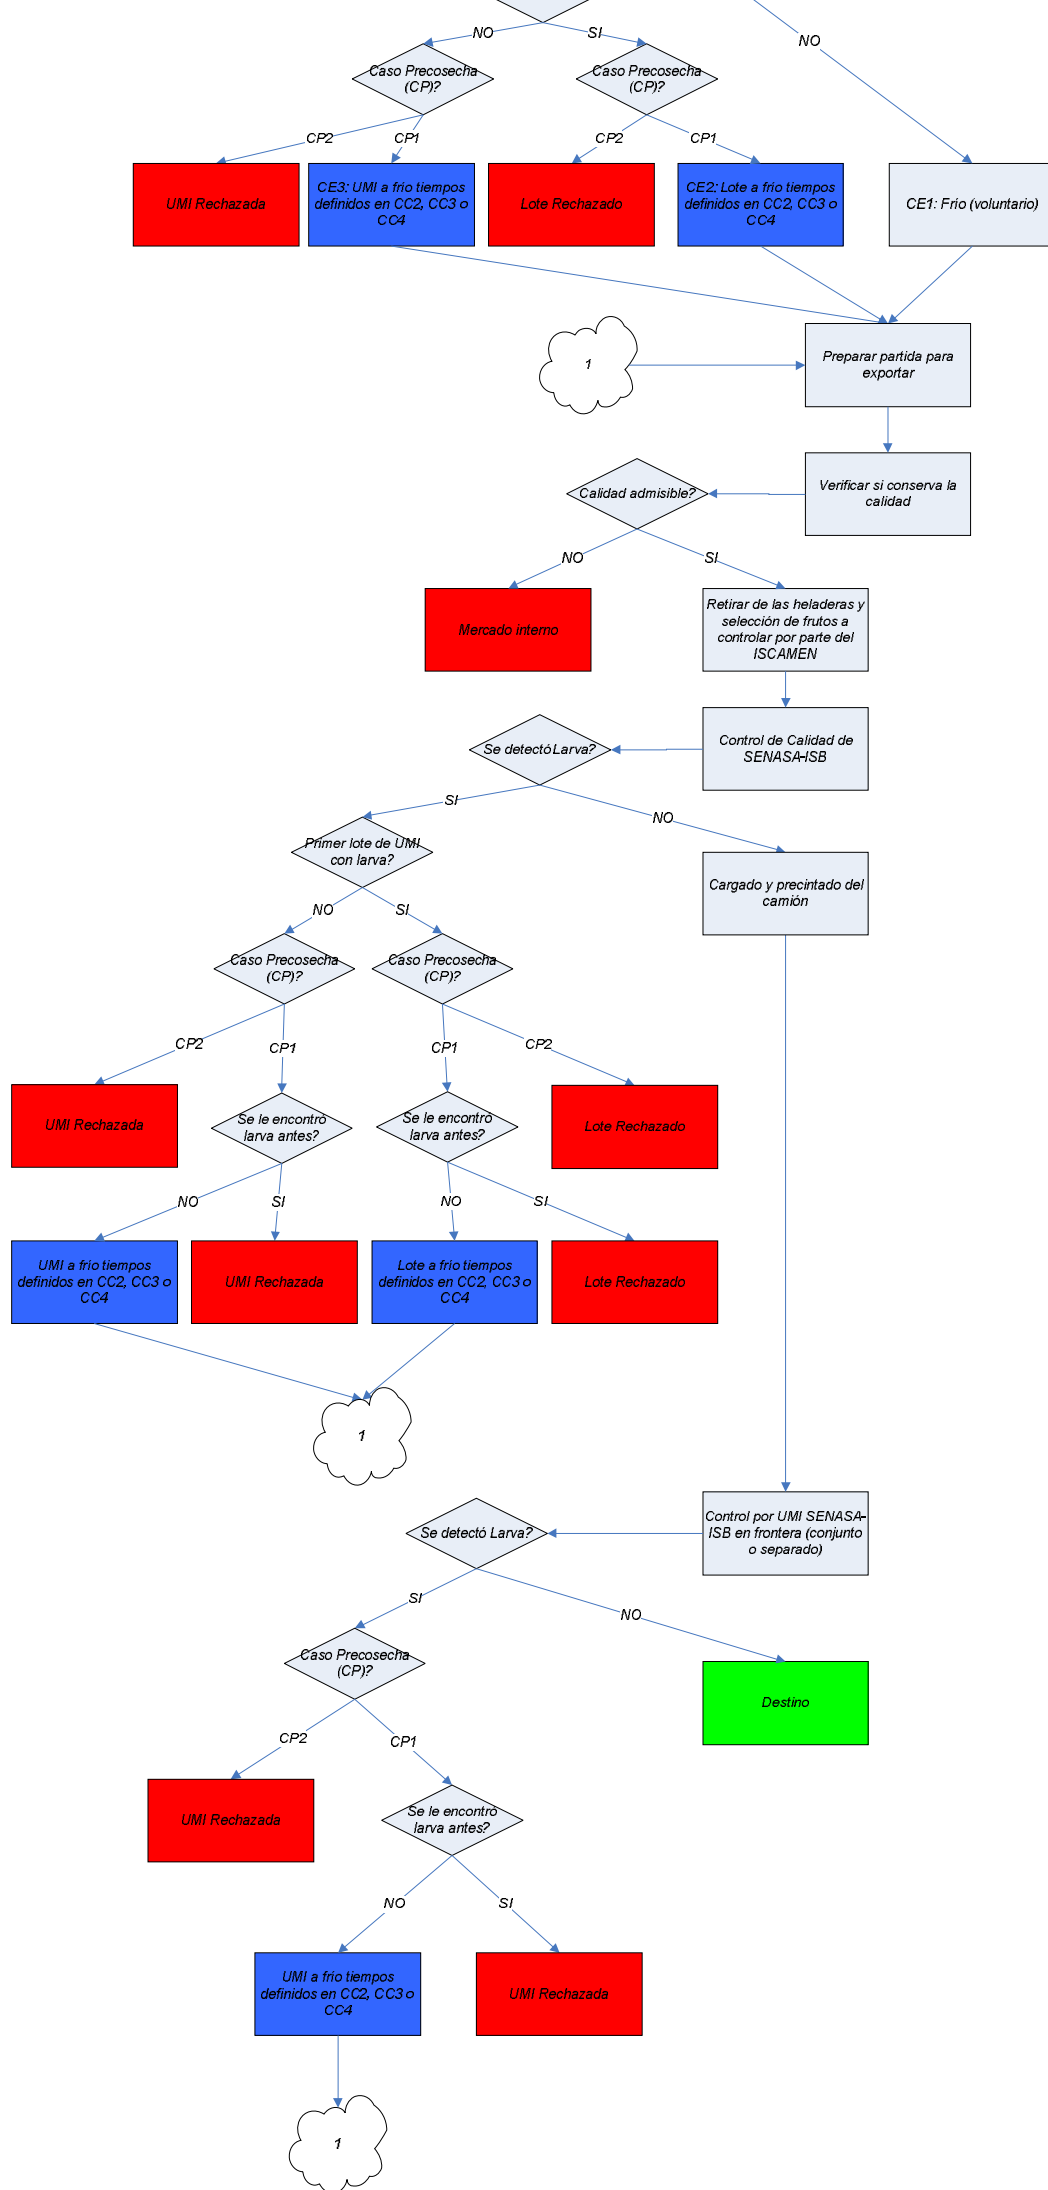 NO
SI
NO
Caso Precosecha
(CP)?
Caso Precosecha
(CP)?
CP2
CP1
CP2
CP1
UMI Rechazada
CE3: UMI a frío tiempos
definidos en CC2, CC3 o
CC4
Lote Rechazado
CE2: Lote a frío tiempos
definidos en CC2, CC3 o
CC4
CE1: Frío (voluntario)
1
Preparar partida para
exportar
Calidad admisible?
Verificar si conserva la
calidad
NO
SI
Mercado interno
Retirar de las heladeras y
selección de frutos a
controlar por parte del
ISCAMEN
Se detectó Larva?
Control de Calidad de
SENASA-ISB
SI
NO
Primer lote de UMI
con larva?
Cargado y precintado del
camión
NO
SI
Caso Precosecha
(CP)?
Caso Precosecha
(CP)?
CP2
CP1
CP1
CP2
UMI Rechazada
Se le encontró
larva antes?
Se le encontró
larva antes?
Lote Rechazado
NO
SI
NO
SI
UMI a frío tiempos
definidos en CC2, CC3 o
CC4
UMI Rechazada
Lote a frío tiempos
definidos en CC2, CC3 o
CC4
Lote Rechazado
1
Se detectó Larva?
Control por UMI SENASA-
ISB en frontera (conjunto
o separado)
SI
NO
Caso Precosecha
(CP)?
Destino
CP2
CP1
UMI Rechazada
Se le encontró
larva antes?
NO
SI
UMI a frío tiempos
definidos en CC2, CC3 o
CC4
UMI Rechazada
1